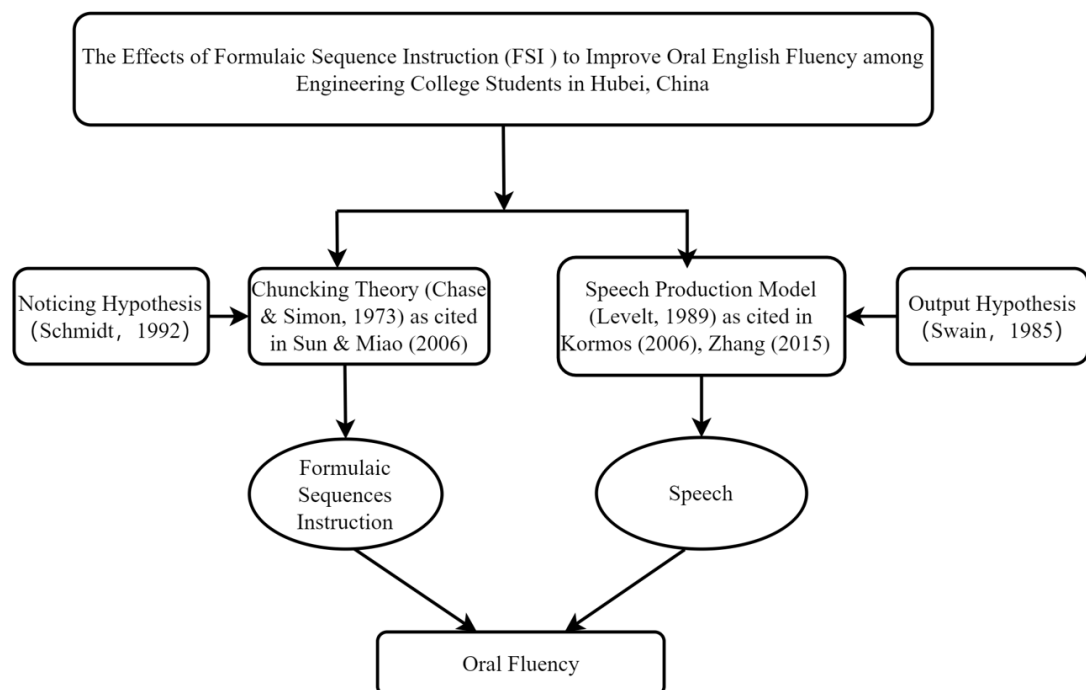 The Effects of Formulaic Sequence Instruction (FSI ) to Improve Oral English Fluency among
Engineering College Students in Hubei, China
Noticing Hypothesis
（Schmidt， 1992）
Chuncking Theory (Chase
& Simon, 1973) as cited
in Sun & Miao (2006)
Speech Production Model
(Levelt, 1989) as cited in
Kormos (2006), Zhang (2015)
Output Hypothesis
（Swain， 1985）
Formulaic
Sequences
Instruction
Speech
Oral Fluency